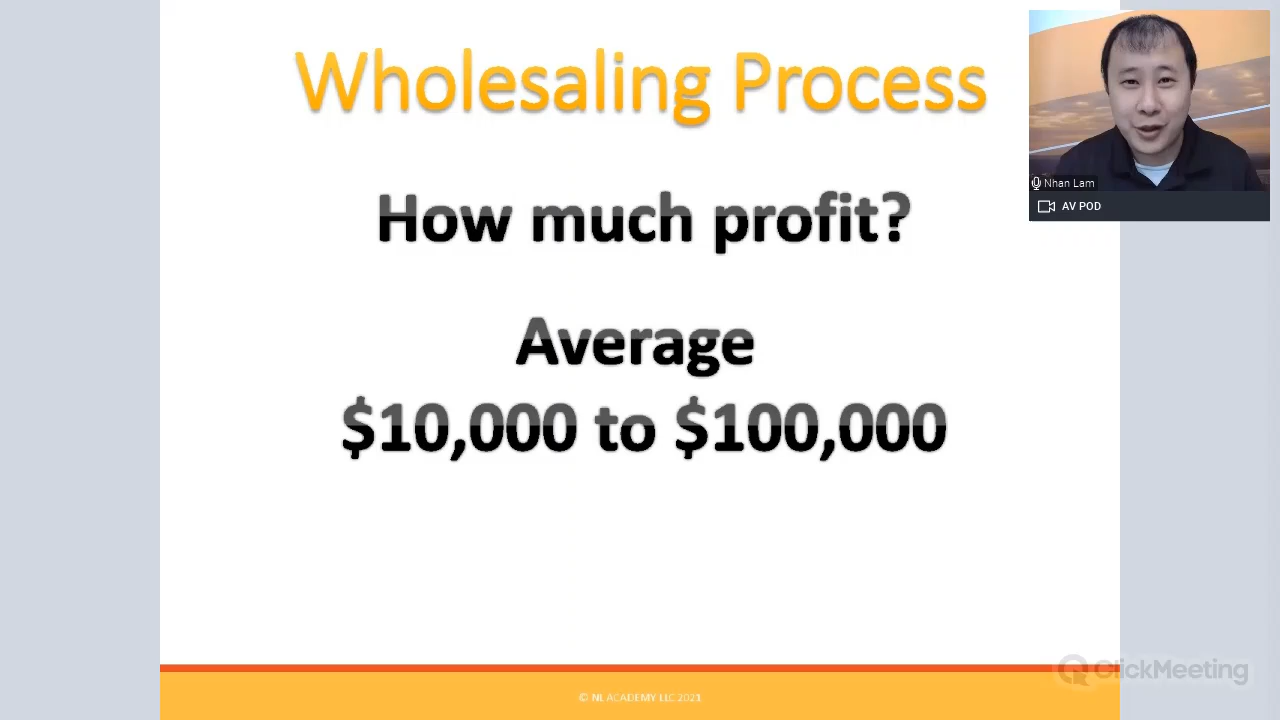 Wholesaling Process
How much profit?
Average
$10,000 to $100,000
Nhan Lam
AV POD
ClickMeeting
© NL ACADEMY LLC 2021